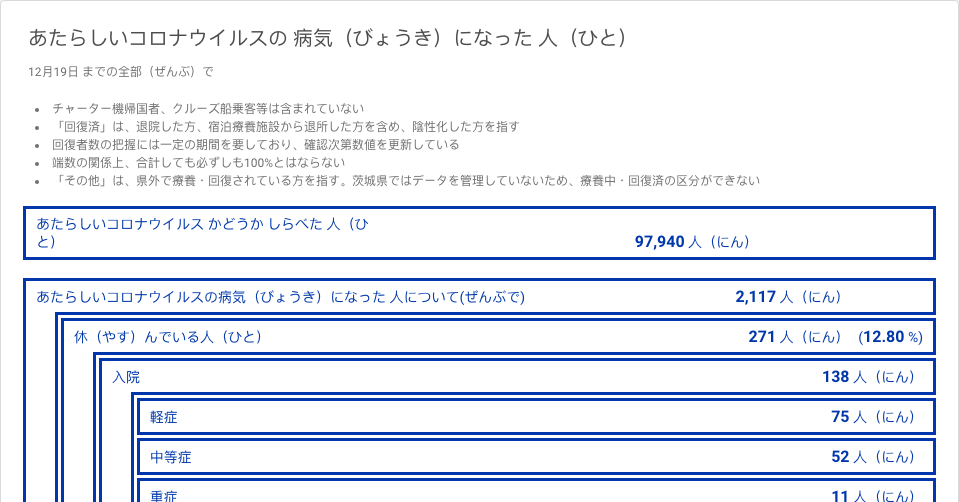 あたらしいコロナウイルスの 病気（びょうき）になった 人（ひと）
12月19日 までの全部（ぜんぶ）で
チャーター機帰国者、クルーズ船乗客等は含まれていない
「回復済」は、退院した方、宿泊療養施設から退所した方を含め、陰性化した方を指す
回復者数の把握には一定の期間を要しており、確認次第数値を更新している
端数の関係上、合計しても必ずしも100%とはならない
「その他」は、県外で療養・回復されている方を指す。茨城県ではデータを管理していないため、療養中・回復済の区分ができない
あたらしいコロナウイルス かどうか しらべた 人（ひ
と）
97,940 人（にん）
あたらしいコロナウイルスの病気（びょうき）になった 人について(ぜんぶで) 2,117 人（にん）
休（やす）んでいる人（ひと） 271 人（にん） (12.80 %)
入院 138 人（にん）
軽症 75 人（にん）
中等症 52 人（にん）
重症 11 人（にん）